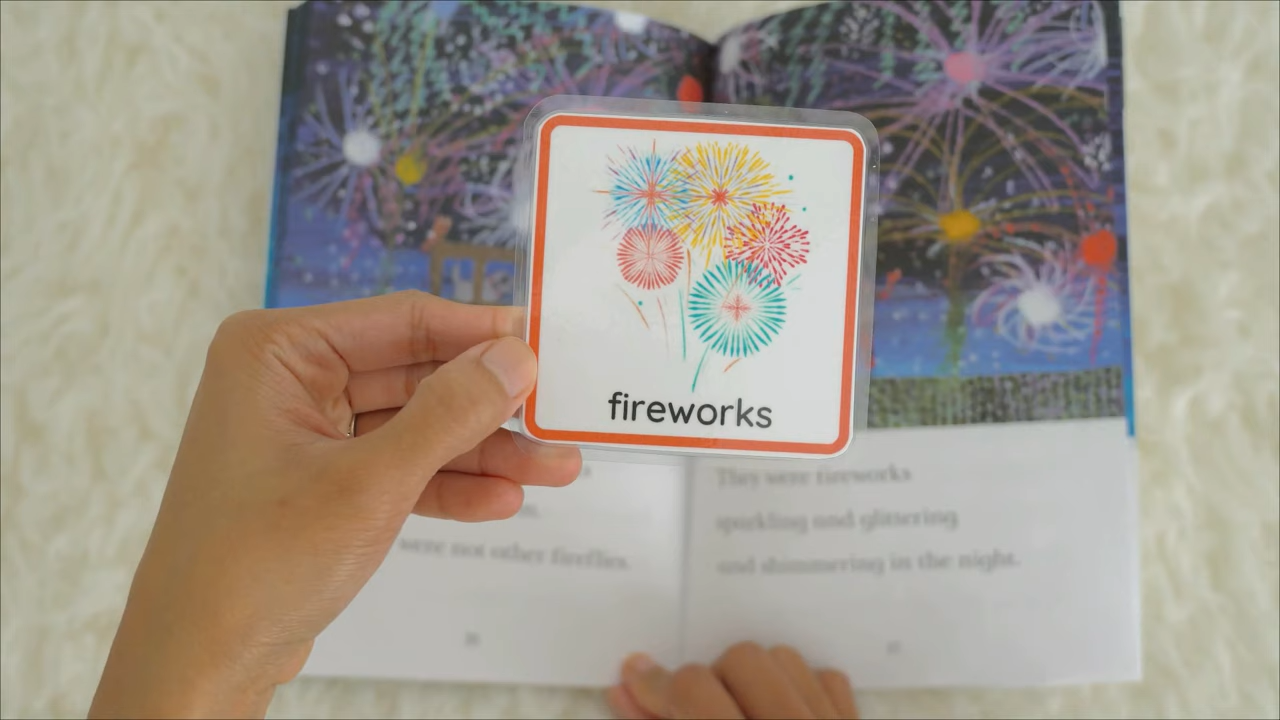 fireworks
were not other fireflies.
They were fireworks
sparkling and glittering
and shimmering in the night.